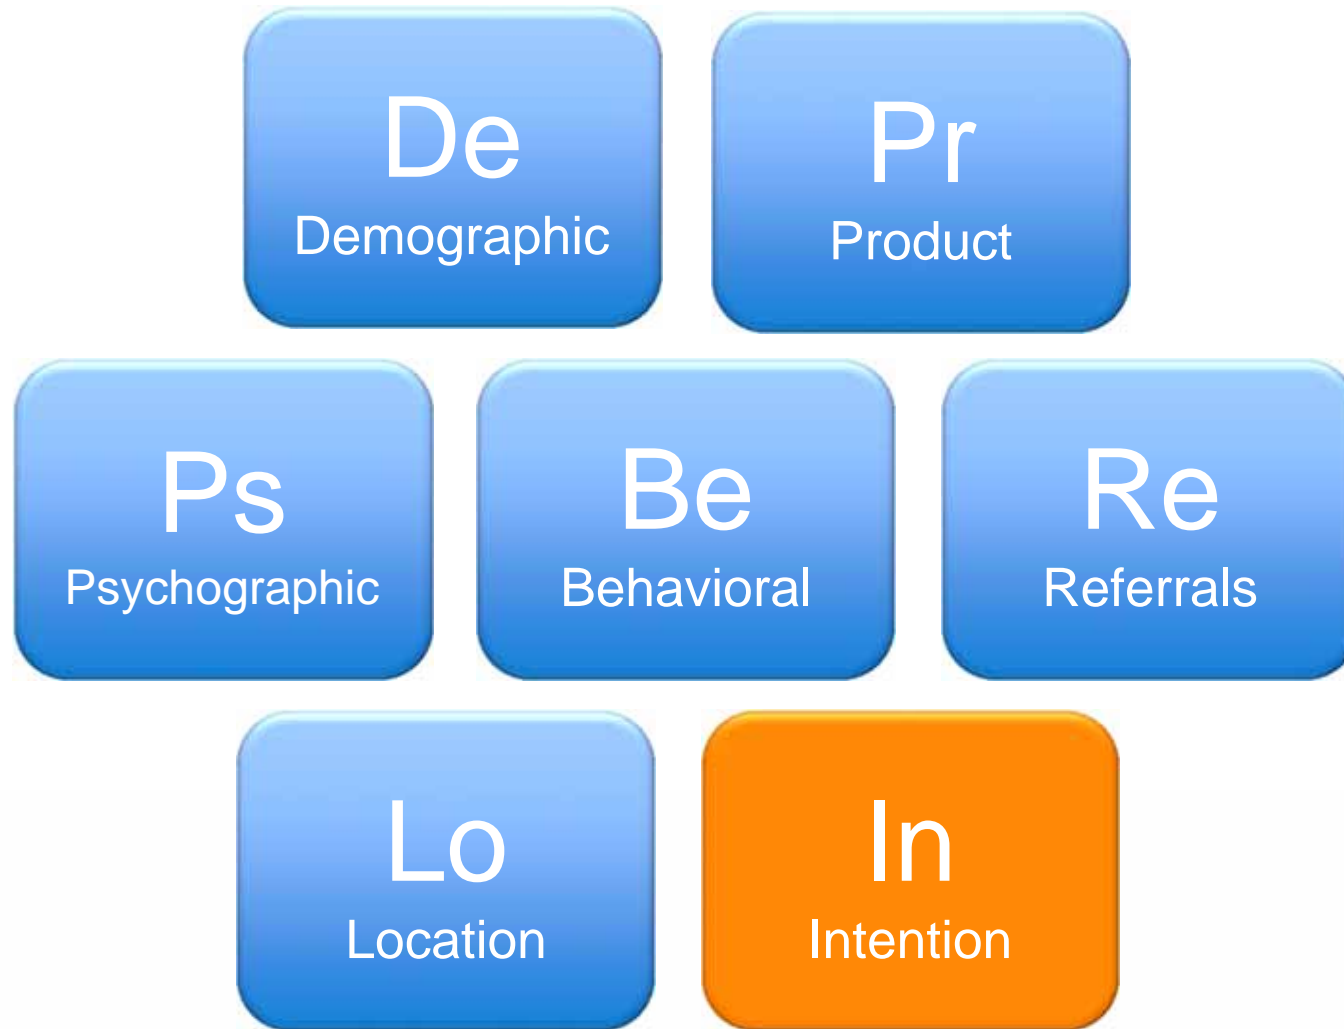 De
Demographic
Pr
Product
Ps
Psychographic
Be
Behavioral
Re
Referrals
Lo
Location
In
Intention